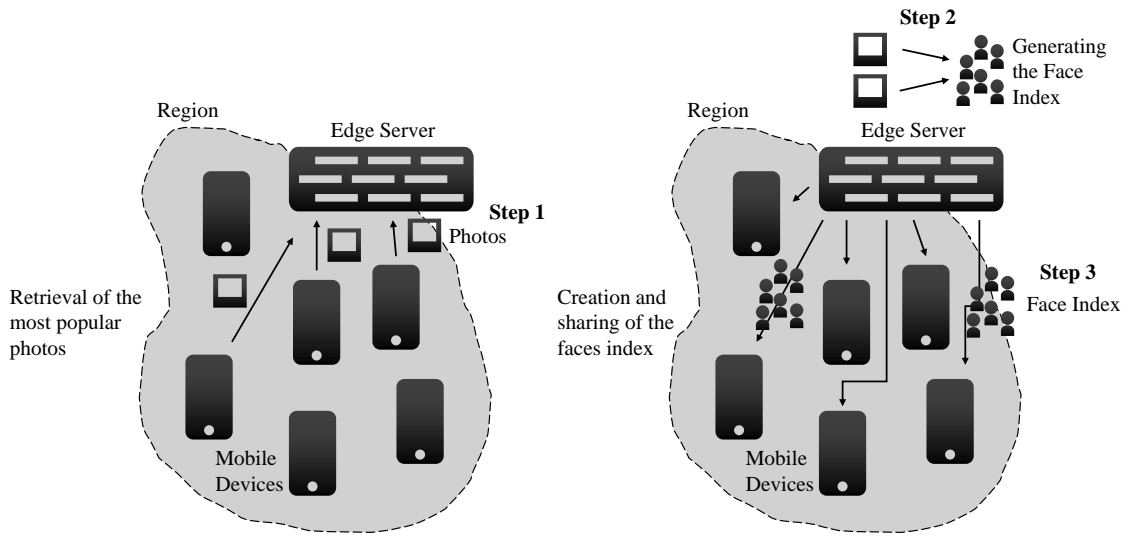 Region
Edge Server
Step 1
Photos
Retrieval of the
most popular
photos
Mobile
Devices
Step 2
Generating
the Face
Index
Region
Edge Server
Step 3
Face Index
Creation and
sharing of the
faces index
Mobile
Devices